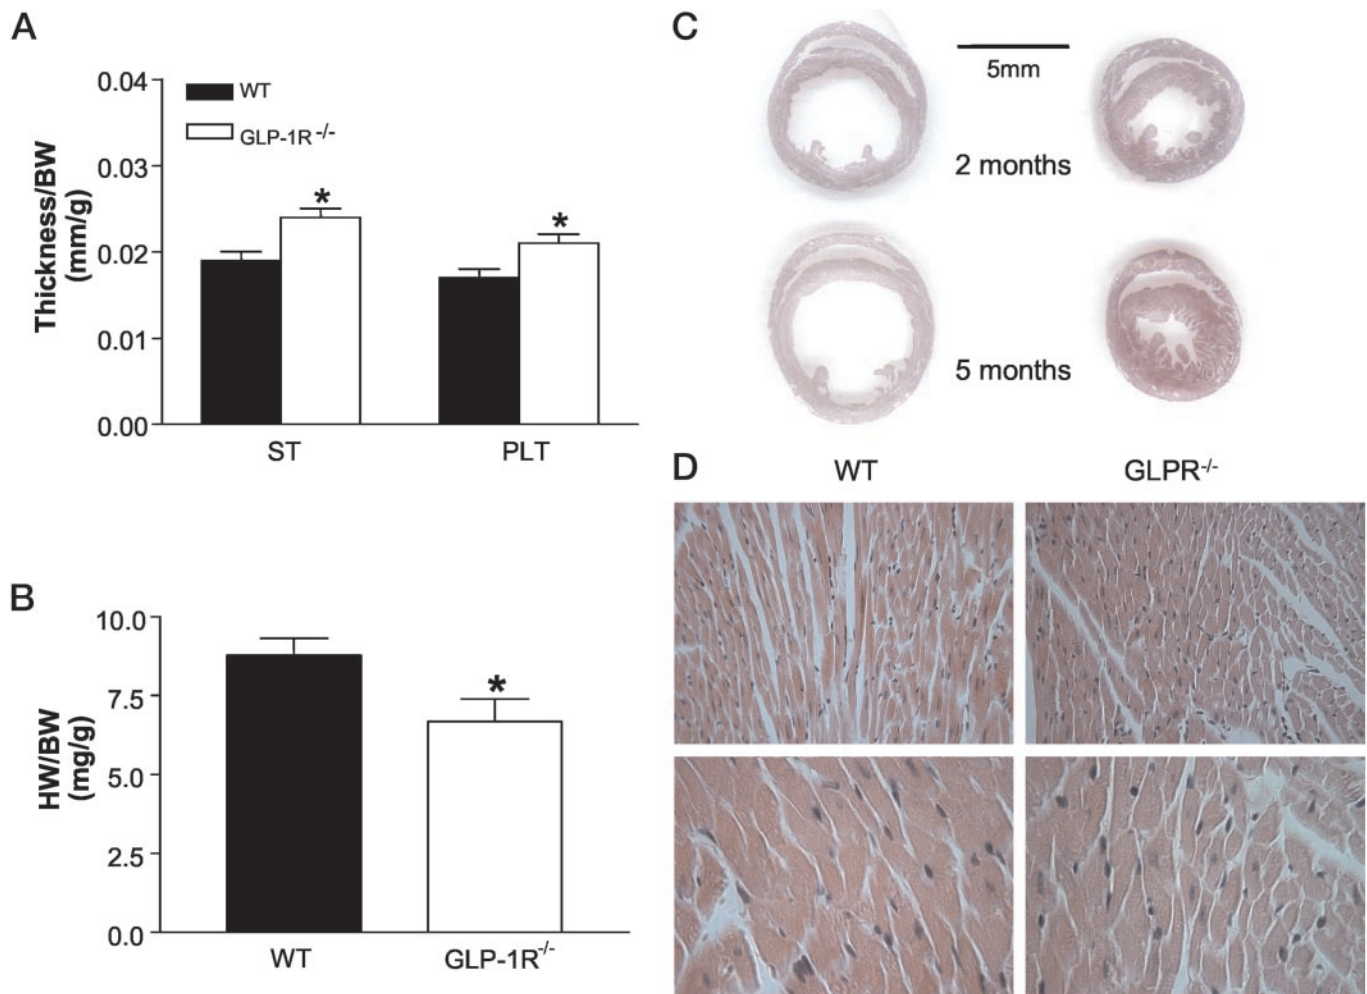 A
0.04
0.03
0.02
0.01
0.00
Thickness/BW
(mm/g)
WT
GLP-1R-/-
*
*
ST
PLT
B
10.0
7.5
5.0
2.5
0.0
HW/BW
(mg/g)
*
WT
GLP-1R-/-
C
5mm
2 months
5 months
D
WT
GLPR-/-